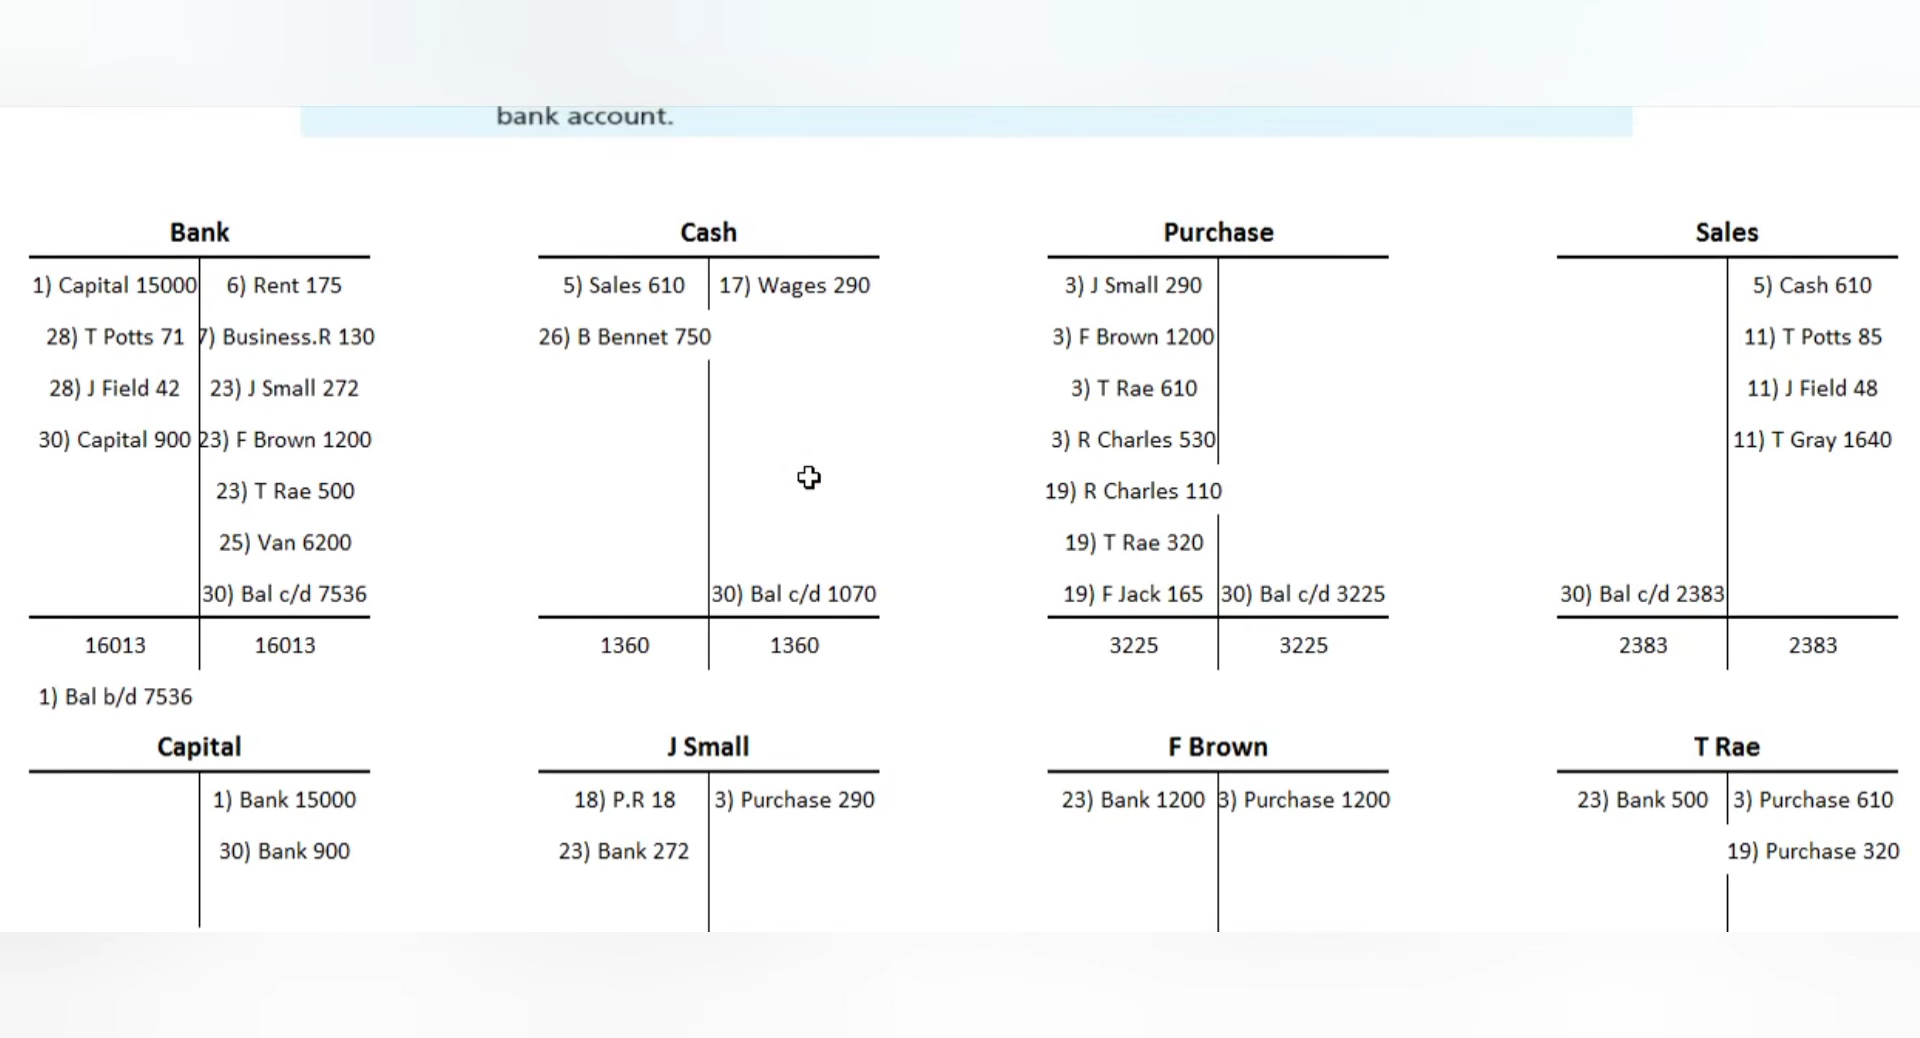 bank account.
Bank
1) Capital 15000 6) Rent 175
28) T Potts 71 7) Business.R 130
28) J Field 42 23) J Small 272
30) Capital 900 23) F Brown 1200
23) T Rae 500
25) Van 6200
30) Bal c/d 7536
16013 16013
1) Bal b/d 7536
Cash
5) Sales 610 17) Wages 290
26) B Bennet 750
30) Bal c/d 1070
1360 1360
Purchase
3) J Small 290
3) F Brown 1200
3) T Rae 610
3) R Charles 530
19) R Charles 110
19) T Rae 320
19) F Jack 165 30) Bal c/d 3225
3225 3225
Sales
5) Cash 610
11) T Potts 85
11) J Field 48
11) T Gray 1640
30) Bal c/d 2383
2383 2383
Capital
1) Bank 15000
30) Bank 900
J Small
18) P.R 18 3) Purchase 290
23) Bank 272
F Brown
23) Bank 1200 3) Purchase 1200
T Rae
23) Bank 500 3) Purchase 610
19) Purchase 320